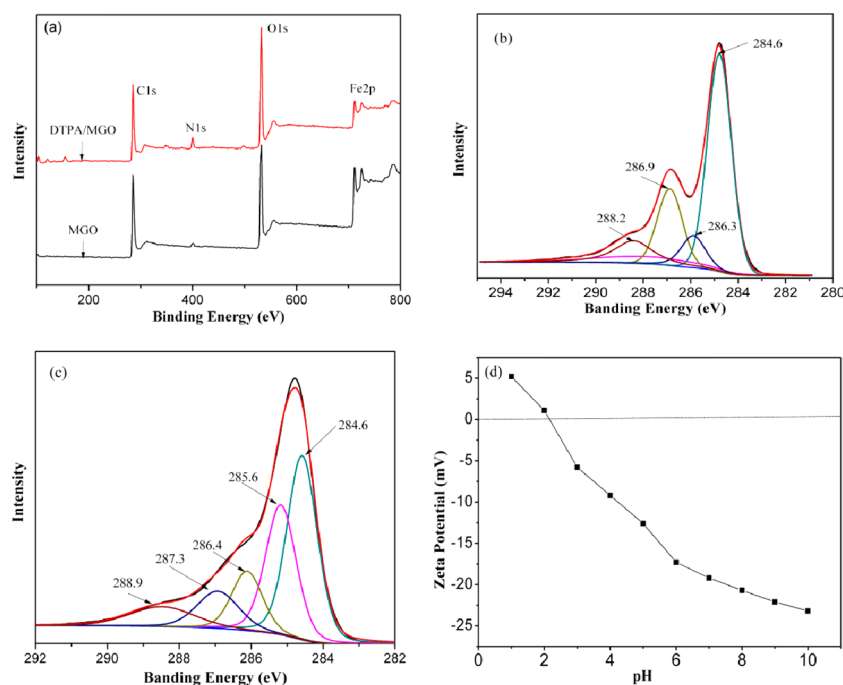 (a)
O1s
C1s
Fe2p
N1s
DTPA/MGO
MGO
Intensity
200
400
600
800
Binding Energy (eV)
(b)
284.6
286.9
288.2
286.3
Intensity
294
292
290
288
286
284
282
280
Banding Energy (eV)
(c)
284.6
285.6
286.4
287.3
288.9
Intensity
292
290
288
286
284
282
Banding Energy (eV)
(d)
5
0
-5
-10
-15
-20
-25
Zeta Potential (mV)
0
2
4
6
8
10
pH